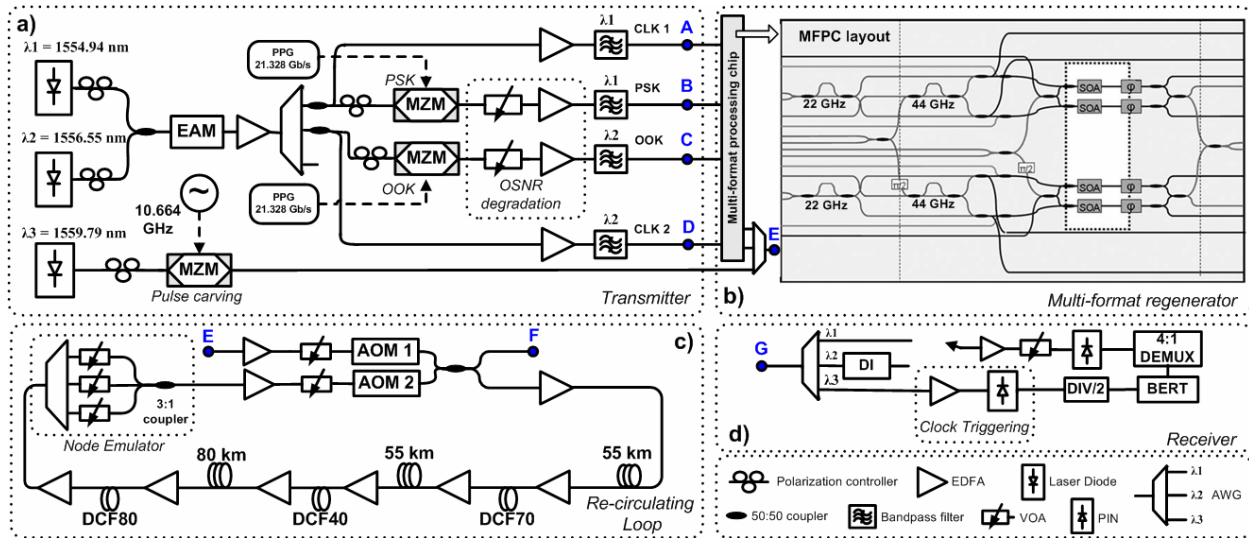 a)
λ1 = 1554.94 nm
λ2 = 1556.55 nm
λ3 = 1559.79 nm
10.664 GHz
EAM
PPG
21.328 Gb/s
PSK
MZM
MZM
OOK
PPG
21.328 Gb/s
MZM
Pulse carving
OSNR
degradation
λ1
CLK 1
A
λ1
PSK
B
λ2
OOK
C
λ2
CLK 2
D
Transmitter
Multi-format processing chip
E
b)
MFPC layout
22 GHz
44 GHz
SOA
φ
SOA
φ
π/2
π/2
22 GHz
44 GHz
SOA
φ
SOA
φ
Multi-format regenerator
c)
E
AOM 1
F
AOM 2
3:1
coupler
Node Emulator
80 km
55 km
55 km
DCF80
DCF40
DCF70
Re-circulating
Loop
d)
G
λ1
λ2
λ3
DI
4:1
DEMUX
DIV/2
BERT
Clock Triggering
Receiver
Polarization controller
EDFA
Laser Diode
λ1
λ2
AWG
λ3
50:50 coupler
Bandpass filter
VOA
PIN